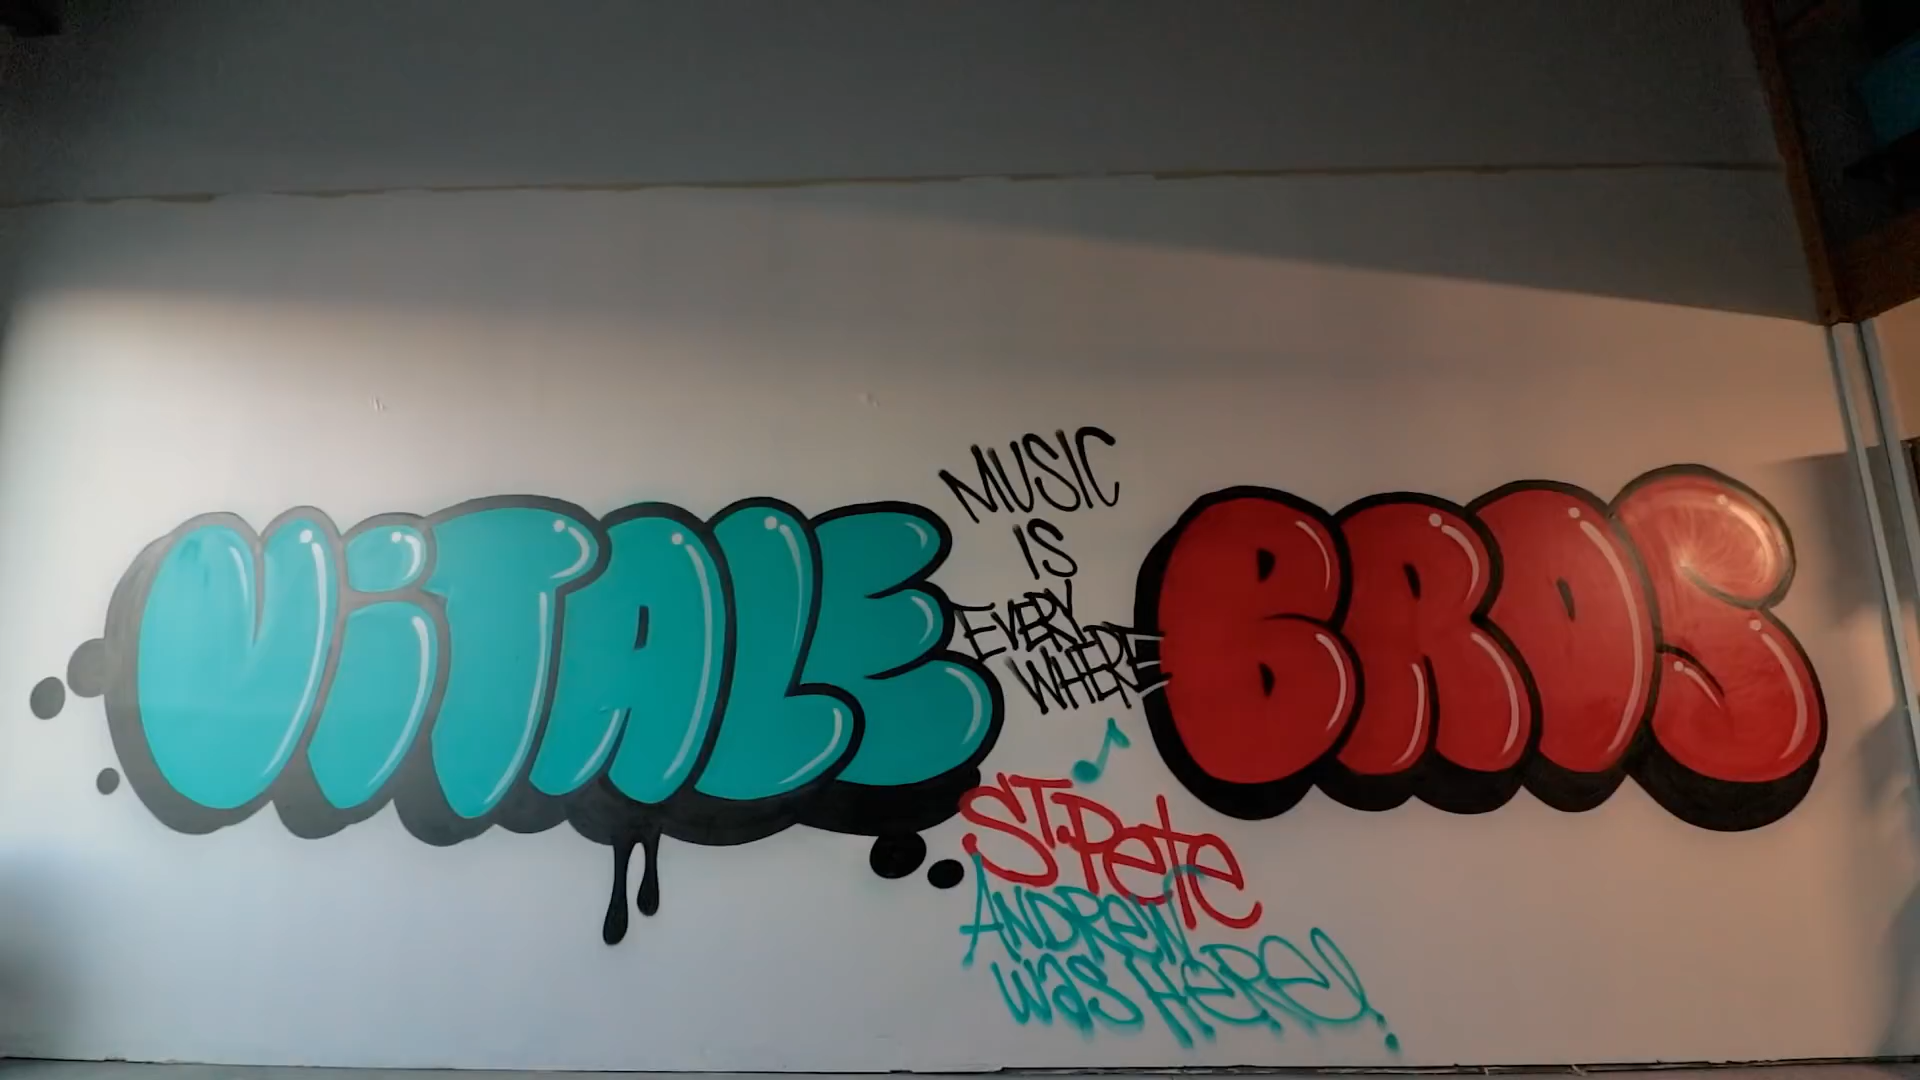 ViTALE BROS
MUSIC
IS
EVERY
WHERE
ST.Pete
ANDREW
was HERE!